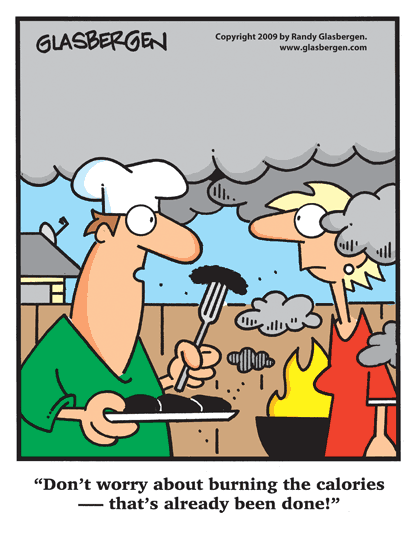 GLASBERGEN
Copyright 2009 by Randy Glasbergen.
www.glasbergen.com
“Don’t worry about burning the calories
— that’s already been done!”